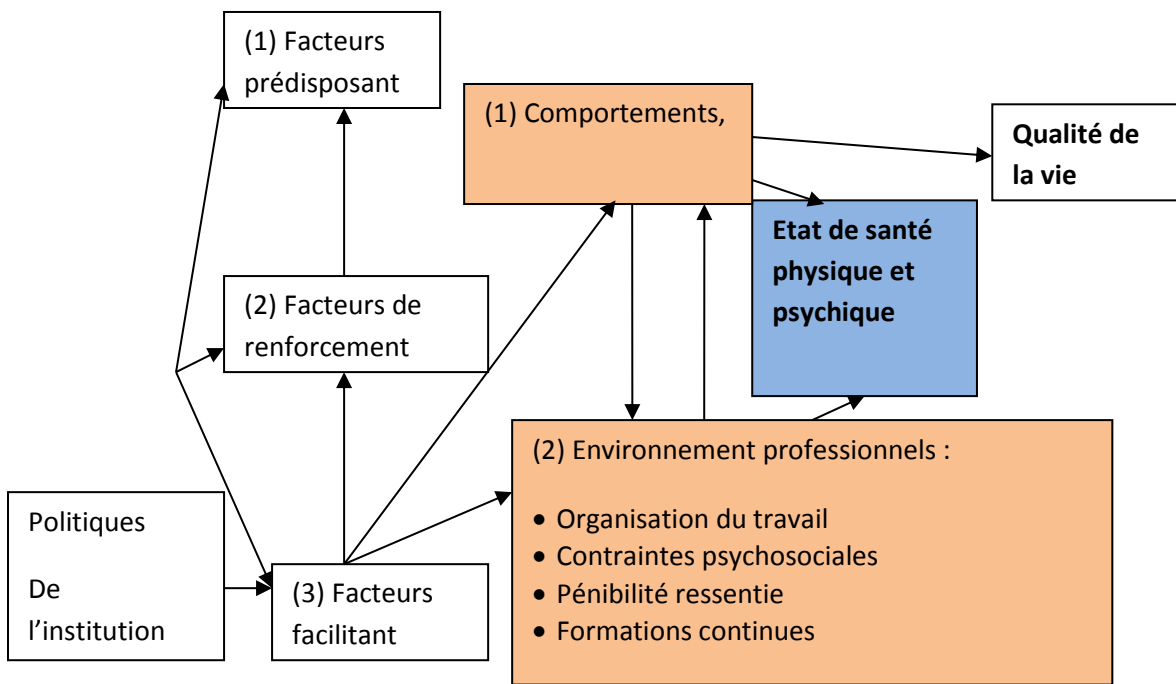 (1) Facteurs
prédisposant
(1) Comportements,
Qualité de
la vie
Etat de santé
physique et
psychique
(2) Facteurs de
renforcement
(2) Environnement professionnels :
• Organisation du travail
• Contraintes psychosociales
• Pénibilité ressentie
• Formations continues
Politiques
De
l’institution
(3) Facteurs
facilitant